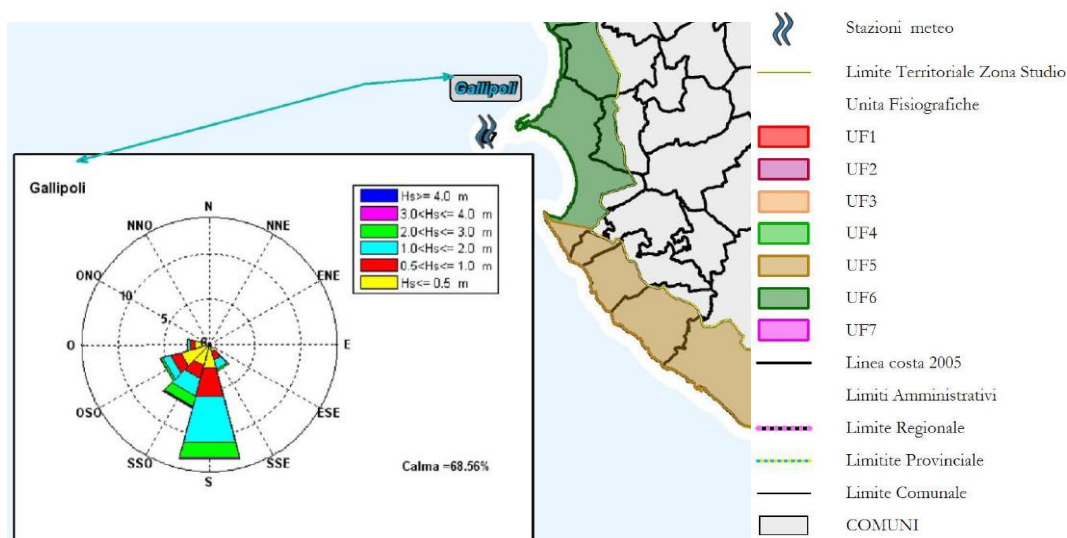 Gallipoli
Gallipoli
Hs>= 4.0 m
3.0<Hs<= 4.0 m
2.0<Hs<= 3.0 m
1.0<Hs<= 2.0 m
0.5<Hs<= 1.0 m
Hs<= 0.5 m
N
NNO
NNE
ONO
ENE
10
5
O
E
OSO
ESE
SSO
SSE
S
Calma =68.56%
Stazioni meteo
Limite Territoriale Zona Studio
Unita Fisiografiche
UF1
UF2
UF3
UF4
UF5
UF6
UF7
Linea costa 2005
Limiti Amministrativi
Limite Regionale
Limitite Provinciale
Limite Comunale
COMUNI